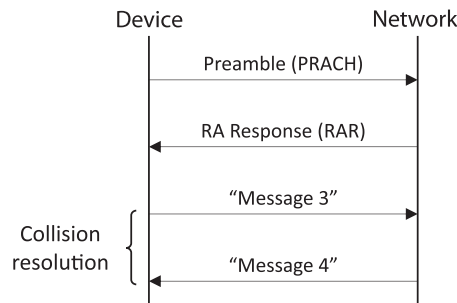 Device
Network
Preamble (PRACH)
RA Response (RAR)
“Message 3”
Collision
resolution
“Message 4”